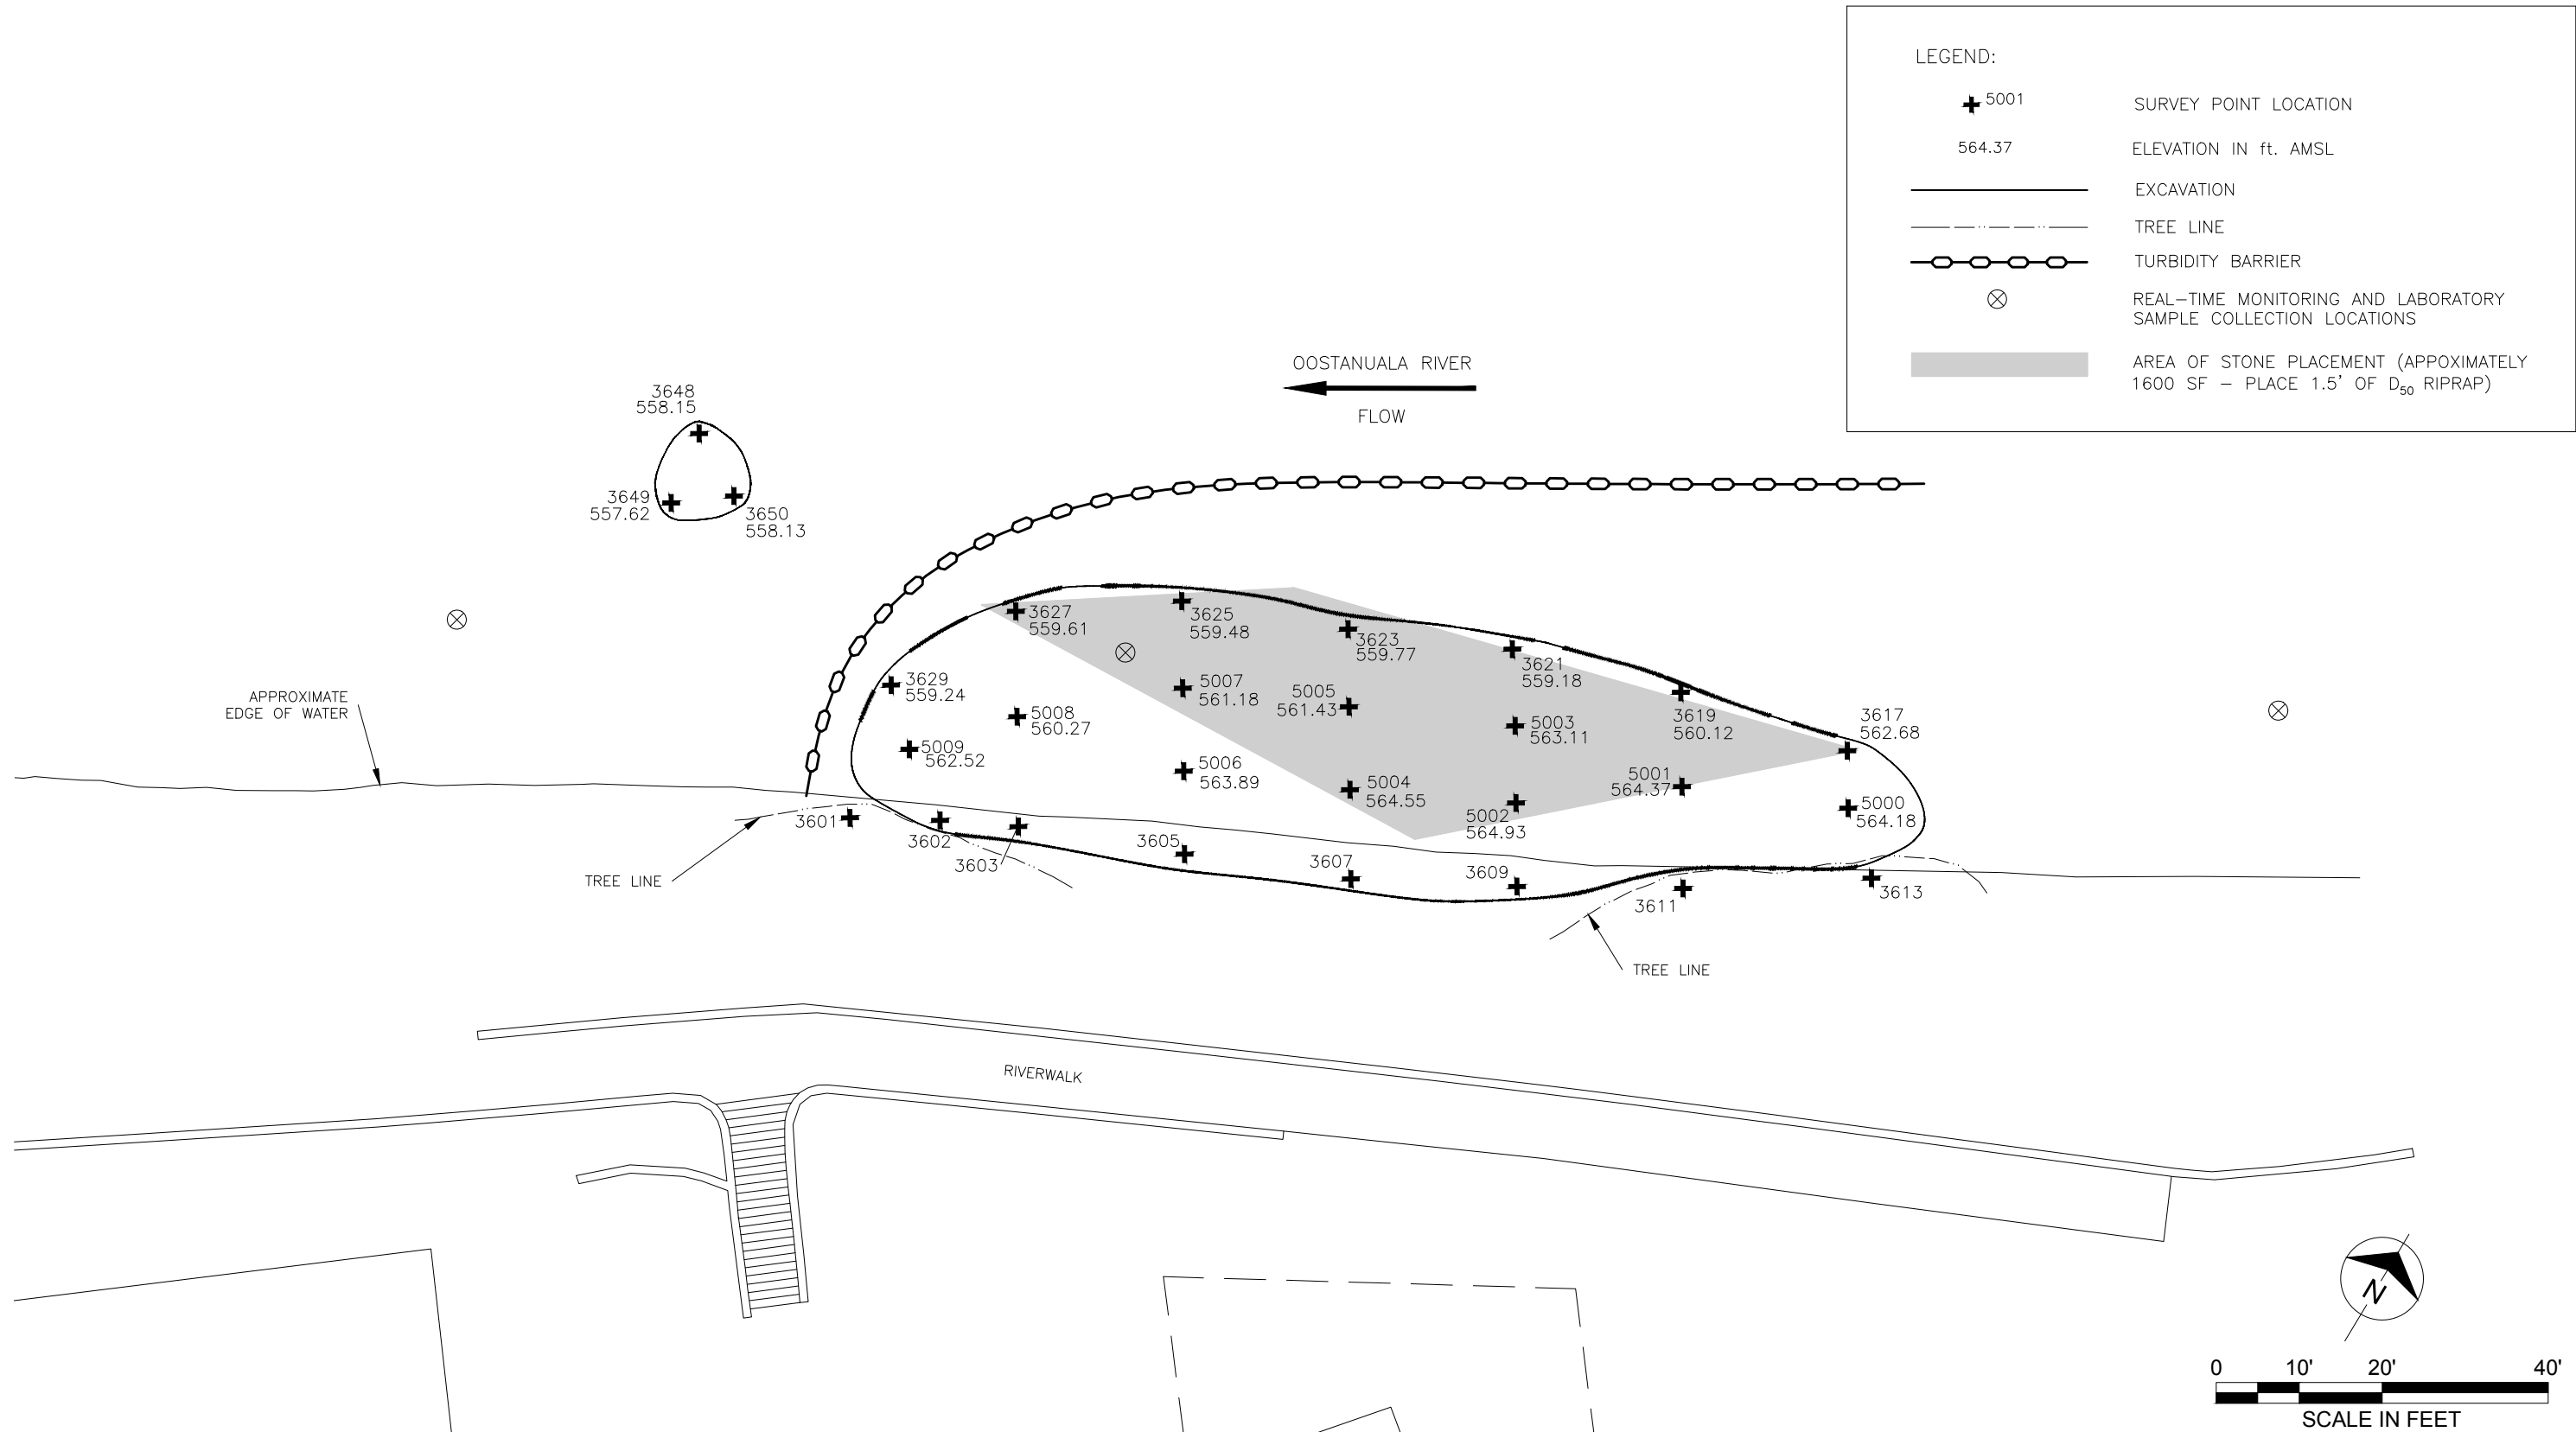 LEGEND:
5001
SURVEY POINT LOCATION
564.37
ELEVATION IN ft. AMSL
EXCAVATION
TREE LINE
TURBIDITY BARRIER
REAL-TIME MONITORING AND LABORATORY
SAMPLE COLLECTION LOCATIONS
AREA OF STONE PLACEMENT (APPOXIMATELY
1600 SF - PLACE 1.5' OF D50 RIPRAP)
OOSTANUALA RIVER
FLOW
3648
558.15
3649
557.62
3650
558.13
3627
559.61
3625
559.48
3623
559.77
3621
559.18
3619
560.12
3617
562.68
3629
559.24
5008
560.27
5007
561.18
5005
561.43
5003
563.11
5009
562.52
5006
563.89
5004
564.55
5001
564.37
5002
564.93
5000
564.18
APPROXIMATE
EDGE OF WATER
3601
3602
3603
3605
3607
3609
3611
3613
TREE LINE
TREE LINE
RIVERWALK
N
0 10' 20' 40'
SCALE IN FEET